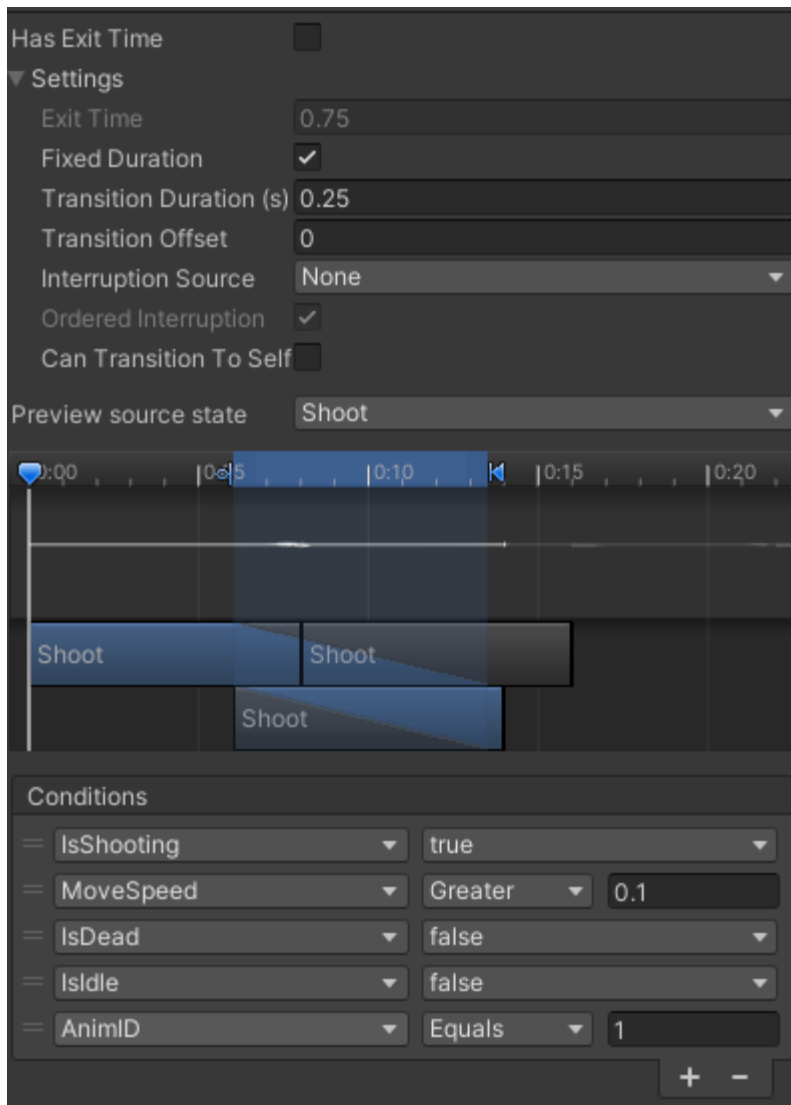 Has Exit Time
Settings
Exit Time 0.75
Fixed Duration
Transition Duration (s) 0.25
Transition Offset 0
Interruption Source None
Ordered Interruption
Can Transition To Self
Preview source state Shoot
0:00 0:05 0:10 0:15 0:20
Shoot Shoot
Shoot
Conditions
IsShooting true
MoveSpeed Greater 0.1
IsDead false
IsIdle false
AnimID Equals 1
+ -